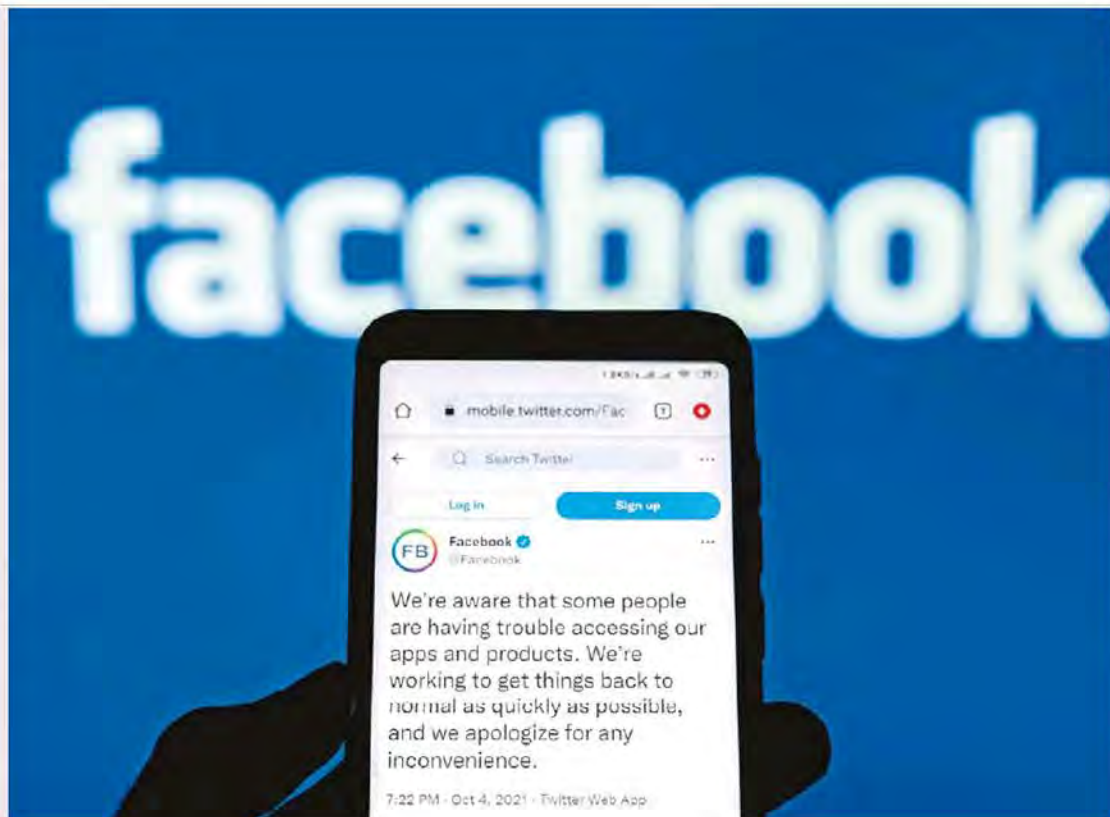 facebook
mobile.twitter.com/Fac
Search Twitter
Log in
Sign up
FB
Facebook
@Facebook
We're aware that some people
are having trouble accessing our
apps and products. We're
working to get things back to
normal as quickly as possible,
and we apologize for any
inconvenience.
7:22 PM · Oct 4, 2021 · Twitter Web App